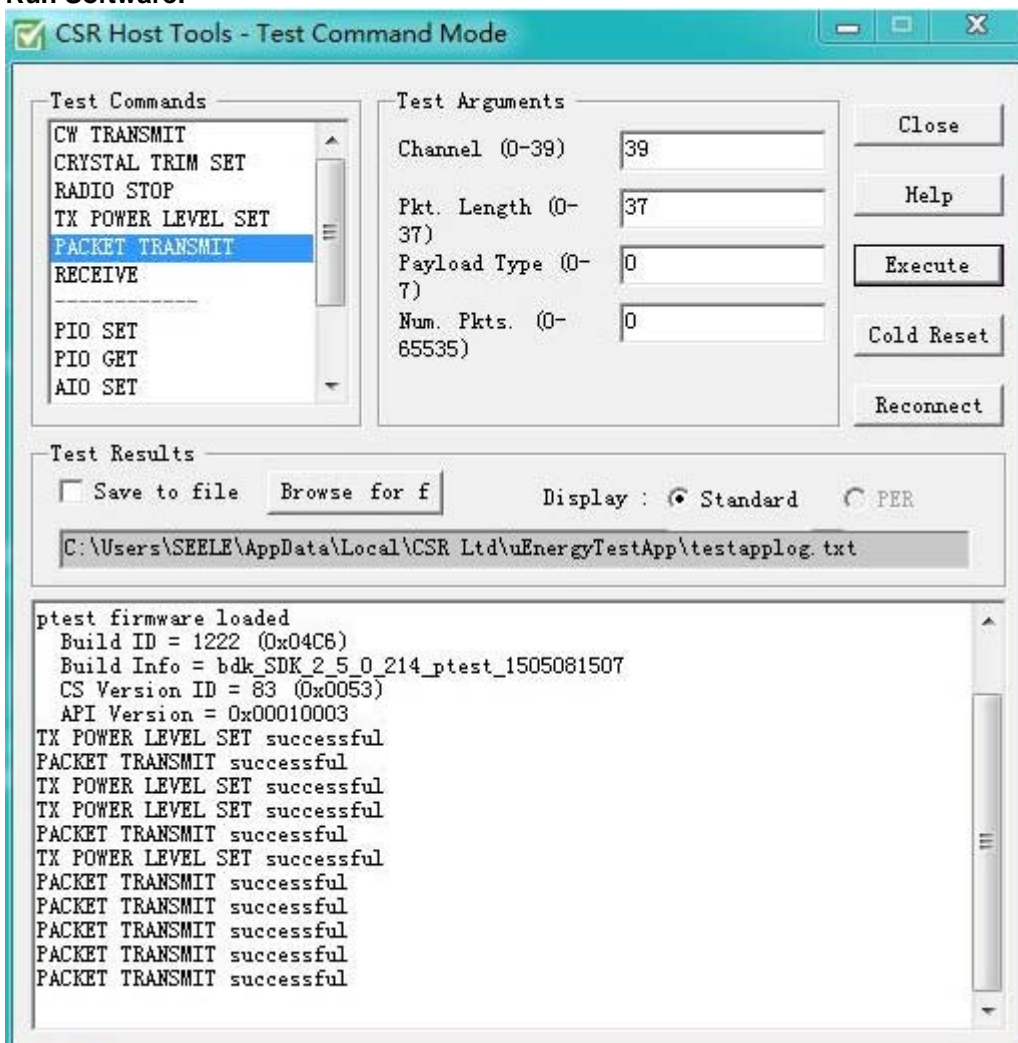 Run Software:
CSR Host Tools - Test Command Mode
Test Commands
CW TRANSMIT
CRYSTAL TRIM SET
RADIO STOP
TX POWER LEVEL SET
PACKET TRANSMIT
RECEIVE
-------------
PIO SET
PIO GET
AIO SET
Test Arguments
Channel (0-39)
39
Pkt. Length (0-
37)
37
Payload Type (0-
7)
0
Num. Pkts. (0-
65535)
0
Close
Help
Execute
Cold Reset
Reconnect
Test Results
Save to file
Browse for f
Display : Standard PER
C:\Users\SEELE\AppData\Local\CSR Ltd\uEnergyTestApp\testapplog.txt
ptest firmware loaded
Build ID = 1222 (0x04C6)
Build Info = bdk_SDK_2_5_0_214_ptest_1505081507
CS Version ID = 83 (0x0053)
API Version = 0x00010003
TX POWER LEVEL SET successful
PACKET TRANSMIT successful
TX POWER LEVEL SET successful
TX POWER LEVEL SET successful
PACKET TRANSMIT successful
TX POWER LEVEL SET successful
PACKET TRANSMIT successful
PACKET TRANSMIT successful
PACKET TRANSMIT successful
PACKET TRANSMIT successful
PACKET TRANSMIT successful